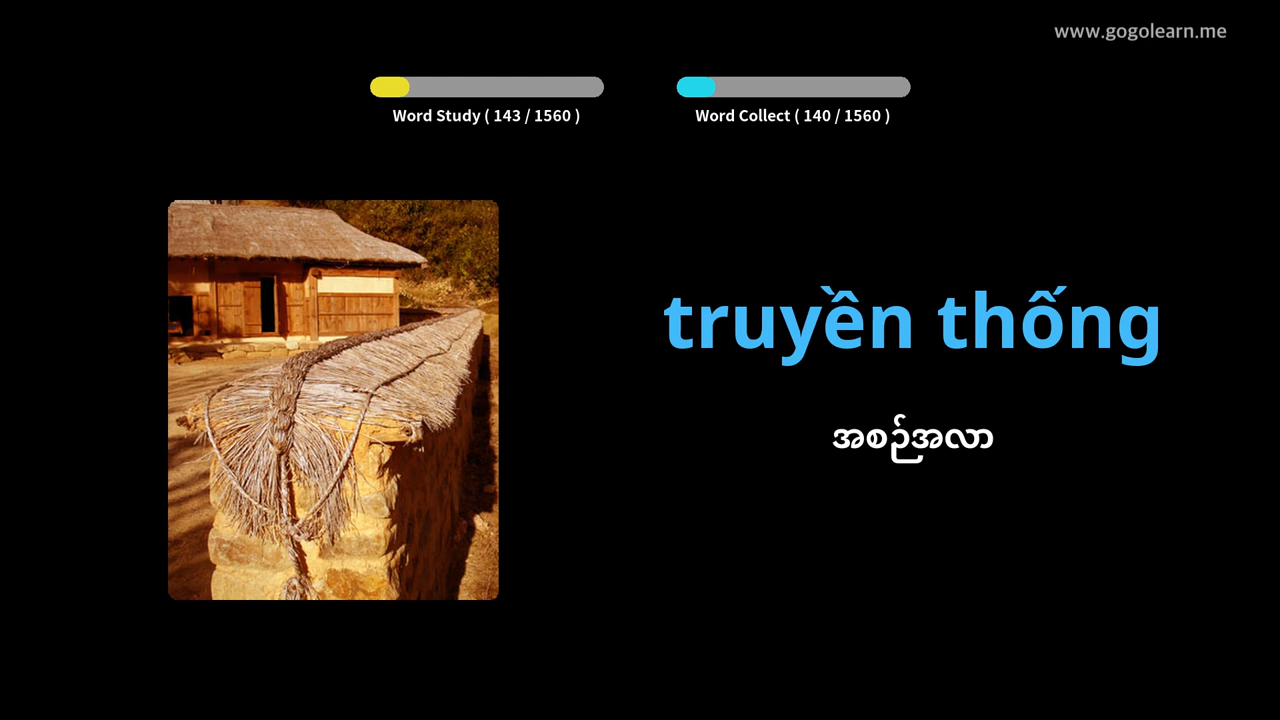 www.gogolearn.me
Word Study ( 143 / 1560 )
Word Collect ( 140 / 1560 )
truyền thống
အစဉ်အလာ